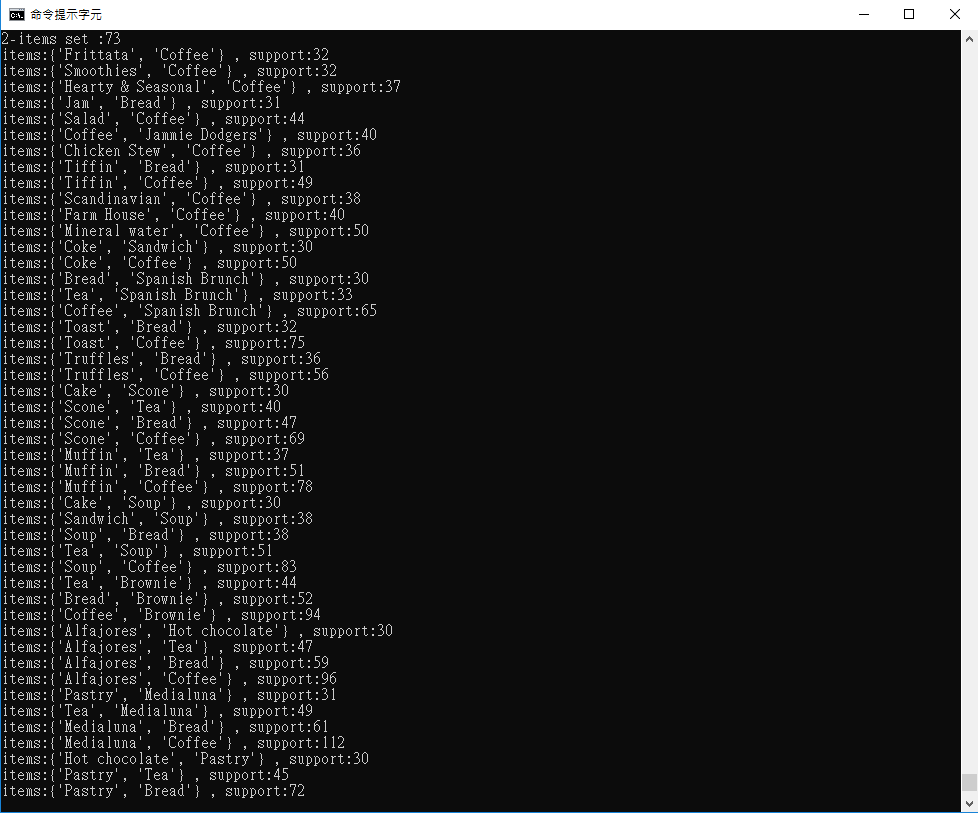 命令提示字元
2-items set :73
items:{'Frittata', 'Coffee'} , support:32
items:{'Smoothies', 'Coffee'} , support:32
items:{'Hearty & Seasonal', 'Coffee'} , support:37
items:{'Jam', 'Bread'} , support:31
items:{'Salad', 'Coffee'} , support:44
items:{'Coffee', 'Jammie Dodgers'} , support:40
items:{'Chicken Stew', 'Coffee'} , support:36
items:{'Tiffin', 'Bread'} , support:31
items:{'Tiffin', 'Coffee'} , support:49
items:{'Scandinavian', 'Coffee'} , support:38
items:{'Farm House', 'Coffee'} , support:40
items:{'Mineral water', 'Coffee'} , support:50
items:{'Coke', 'Sandwich'} , support:30
items:{'Coke', 'Coffee'} , support:50
items:{'Bread', 'Spanish Brunch'} , support:30
items:{'Tea', 'Spanish Brunch'} , support:33
items:{'Coffee', 'Spanish Brunch'} , support:65
items:{'Toast', 'Bread'} , support:32
items:{'Toast', 'Coffee'} , support:75
items:{'Truffles', 'Bread'} , support:36
items:{'Truffles', 'Coffee'} , support:56
items:{'Cake', 'Scone'} , support:30
items:{'Scone', 'Tea'} , support:40
items:{'Scone', 'Bread'} , support:47
items:{'Scone', 'Coffee'} , support:69
items:{'Muffin', 'Tea'} , support:37
items:{'Muffin', 'Bread'} , support:51
items:{'Muffin', 'Coffee'} , support:78
items:{'Cake', 'Soup'} , support:30
items:{'Sandwich', 'Soup'} , support:38
items:{'Soup', 'Bread'} , support:38
items:{'Tea', 'Soup'} , support:51
items:{'Soup', 'Coffee'} , support:83
items:{'Tea', 'Brownie'} , support:44
items:{'Bread', 'Brownie'} , support:52
items:{'Coffee', 'Brownie'} , support:94
items:{'Alfajores', 'Hot chocolate'} , support:30
items:{'Alfajores', 'Tea'} , support:47
items:{'Alfajores', 'Bread'} , support:59
items:{'Alfajores', 'Coffee'} , support:96
items:{'Pastry', 'Medialuna'} , support:31
items:{'Tea', 'Medialuna'} , support:49
items:{'Medialuna', 'Bread'} , support:61
items:{'Medialuna', 'Coffee'} , support:112
items:{'Hot chocolate', 'Pastry'} , support:30
items:{'Pastry', 'Tea'} , support:45
items:{'Pastry', 'Bread'} , support:72